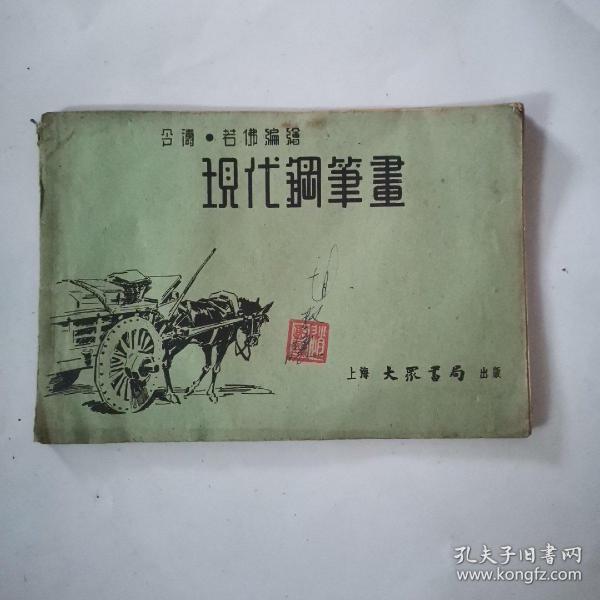 今濤·若佛編繪
現代鋼筆畫
上海 大眾書局 出版
孔夫子旧书网
www.kongfz.com